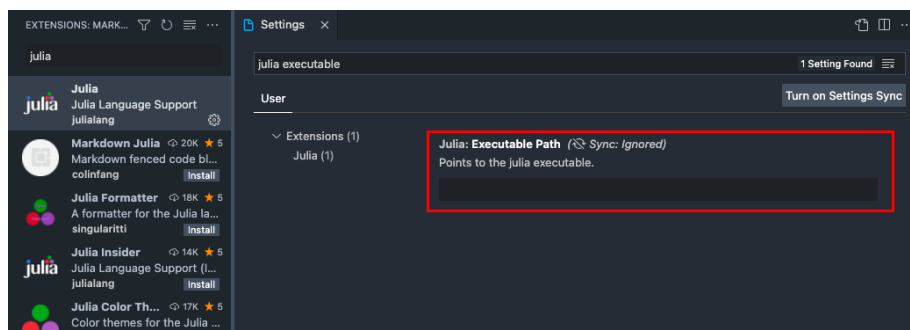 EXTENSIONS: MARK...
julia
julia
Julia
Julia Language Support
julialang
Markdown Julia 20K ★ 5
Markdown fenced code bl...
colinfang Install
Julia Formatter 18K ★ 5
A formatter for the Julia la...
singularitti Install
julia
Julia Insider 14K ★ 5
Julia Language Support (I...
julialang Install
Julia Color Th... 17K ★ 5
Color themes for the Julia ...
Settings ×
julia executable 1 Setting Found
User Turn on Settings Sync
Extensions (1)
Julia (1)
Julia: Executable Path (Sync: Ignored)
Points to the julia executable.